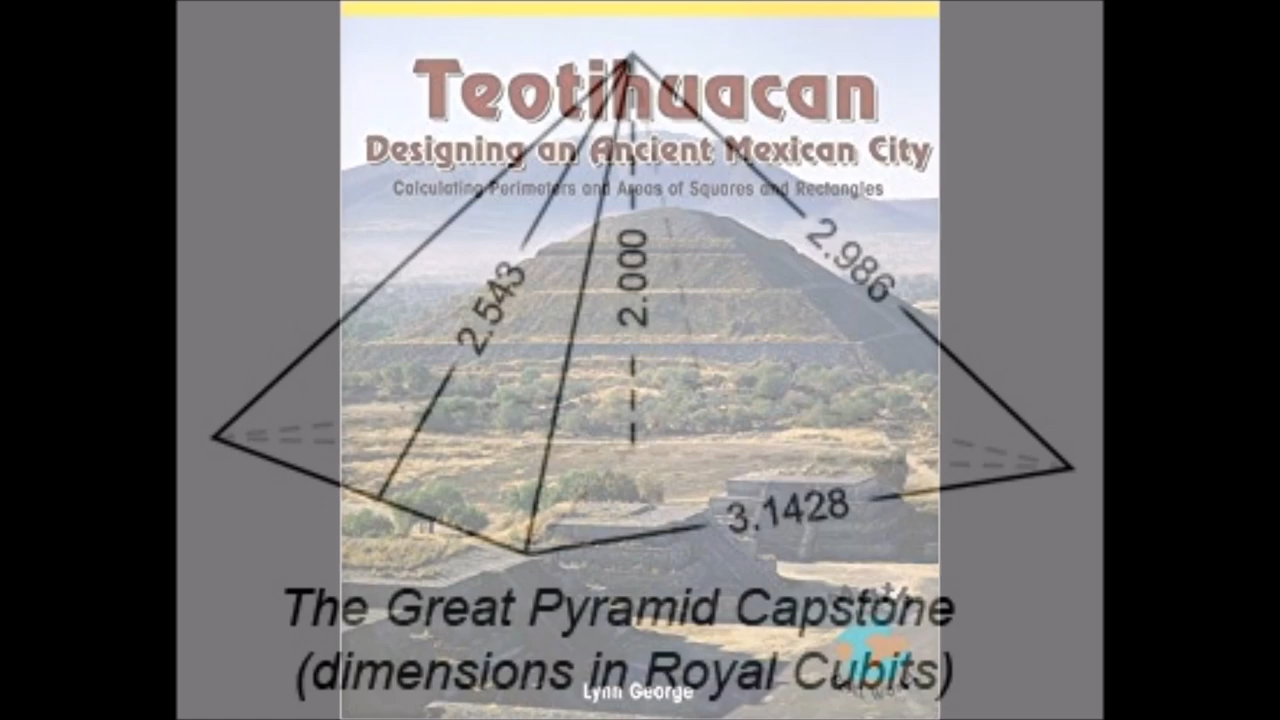 Teotihuacan
Designing an Ancient Mexican City
Calculating Perimeters and Areas of Squares and Rectangles
2.986
2.543
2.000
3.1428
The Great Pyramid Capstone
(dimensions in Royal Cubits)
Lynn George